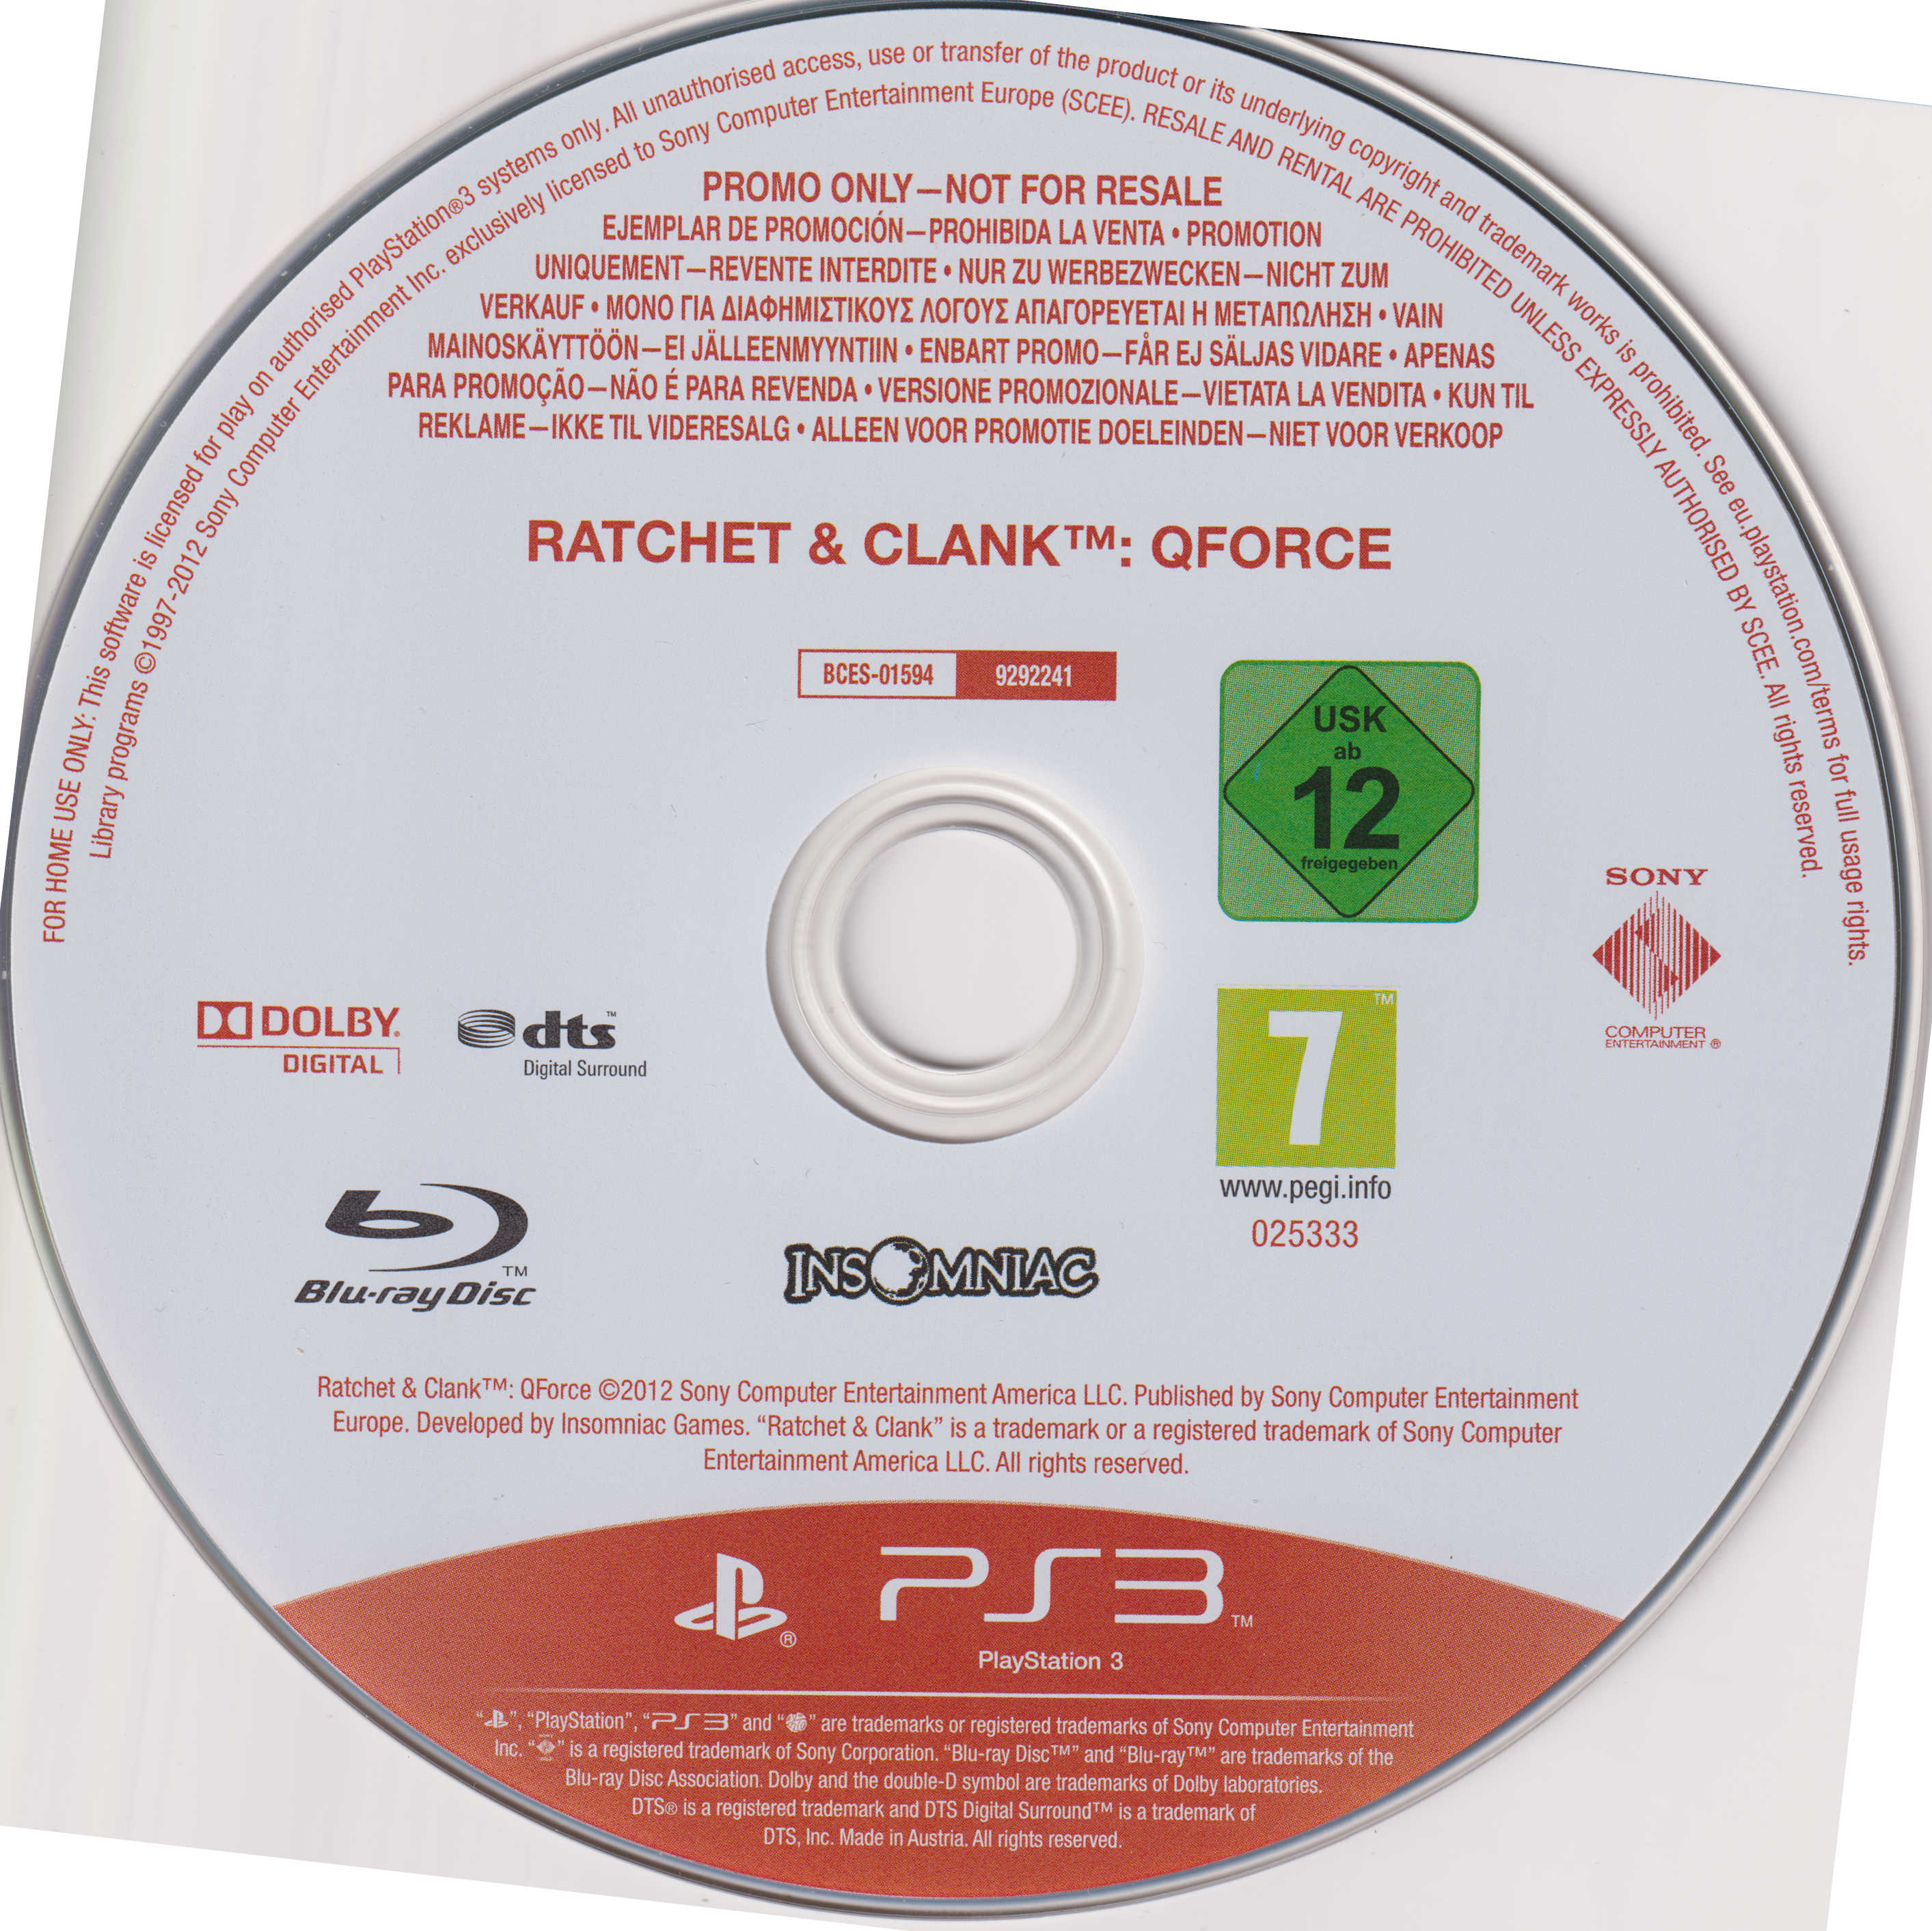 FOR HOME USE ONLY: This software is licensed for play on authorised PlayStation®3 systems only. All unauthorised access, use or transfer of the product or its underlying copyright and trademark works is prohibited. See eu.playstation.com/terms for full usage rights.
Library programs ©1997-2012 Sony Computer Entertainment Inc. exclusively licensed to Sony Computer Entertainment Europe (SCEE). RESALE AND RENTAL ARE PROHIBITED UNLESS EXPRESSLY AUTHORISED BY SCEE. All rights reserved.
PROMO ONLY—NOT FOR RESALE
EJEMPLAR DE PROMOCIÓN—PROHIBIDA LA VENTA • PROMOTION
UNIQUEMENT—REVENTE INTERDITE • NUR ZU WERBEZWECKEN—NICHT ZUM
VERKAUF • ΜΟΝΟ ΓΙΑ ΔΙΑΦΗΜΙΣΤΙΚΟΥΣ ΛΟΓΟΥΣ ΑΠΑΓΟΡΕΥΕΤΑΙ Η ΜΕΤΑΠΩΛΗΣΗ • VAIN
MAINOSKÄYTTÖÖN—EI JÄLLEENMYYNTIIN • ENBART PROMO—FÅR EJ SÄLJAS VIDARE • APENAS
PARA PROMOÇÃO—NÃO É PARA REVENDA • VERSIONE PROMOZIONALE—VIETATA LA VENDITA • KUN TIL
REKLAME—IKKE TIL VIDERESALG • ALLEEN VOOR PROMOTIE DOELEINDEN—NIET VOOR VERKOOP
RATCHET & CLANK™: QFORCE
BCES-01594 9292241
USK
ab
12
freigegeben
SONY
COMPUTER
ENTERTAINMENT ®
DOLBY®
DIGITAL
dts™
Digital Surround
7™
www.pegi.info
025333
Blu-ray Disc™
INSOMNIAC
Ratchet & Clank™: QForce ©2012 Sony Computer Entertainment America LLC. Published by Sony Computer Entertainment
Europe. Developed by Insomniac Games. “Ratchet & Clank” is a trademark or a registered trademark of Sony Computer
Entertainment America LLC. All rights reserved.
® PS3™
PlayStation 3
“ ”, “PlayStation”, “PS3” and “ ” are trademarks or registered trademarks of Sony Computer Entertainment
Inc. “ ” is a registered trademark of Sony Corporation. “Blu-ray Disc™” and “Blu-ray™” are trademarks of the
Blu-ray Disc Association. Dolby and the double-D symbol are trademarks of Dolby laboratories.
DTS® is a registered trademark and DTS Digital Surround™ is a trademark of
DTS, Inc. Made in Austria. All rights reserved.